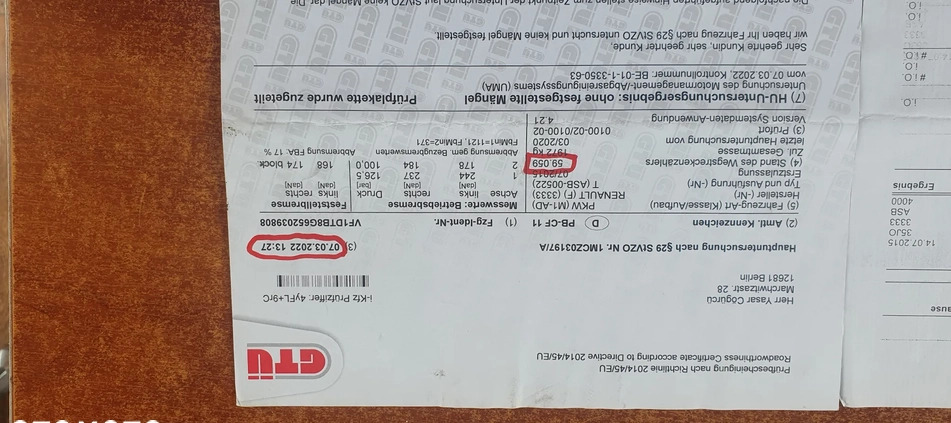 GTÜ
Prüfbescheinigung nach Richtlinie 2014/45/EU
Roadworthiness Certificate according to Directive 2014/45/EU
i-Kfz Prüfziffer: 4yFL+9rC
Herr Yasar Cögürcü
Marchwitzastr 28
12681 Berlin
Hauptuntersuchung nach §29 StVZO Nr. 1MCZ03197/A
(3) 07.03.2022 13:27
(2) Amtl. Kennzeichen
D PB-CF 11
(1) Fzg-Ident-Nr.
VF1DTBBG652039808
(5) Fahrzeug-Art (Klasse/Aufbau) PKW (M1-/AD)
Hersteller (-Nr) RENAULT (F) (3333)
Typ und Ausführung (-Nr) T (ASB-A00522)
Erstzulassung 07/2015
(4) Stand des Wegstreckenzählers 59.059
Zul. Gesamtmasse 1972 kg
letzte Hauptuntersuchung vom 03/2020
(3) Prüfort 0100-02/0100-02
Version Systemdaten-Anwendung 4.21
Messwerte: Betriebsbremse
Feststellbremse
Achse links rechts Druck links rechts
[daN] [daN] [bar] [daN] [daN]
1 244 237 126,5
2 178 184 100,0 168 174 block
Abbremsung gem. Bezugbremswerten Abbremsung FBA: 17 %
FbMin1=1121, FbMin2=371
(7) HU-Untersuchungsergebnis: ohne festgestellte Mängel Prüfplakette wurde zugeteilt
Untersuchung des Motormanagement-/Abgasreinigungssystems (UMA)
vom 07.03.2022, Kontrollnummer: BE-01-1-3350-63
Sehr geehrte Kundin, sehr geehrter Kunde,
wir haben Ihr Fahrzeug nach §29 StVZO untersucht und keine Mängel festgestellt.
14.07.2015
35JO
3333
ASB
4000
Ergebnis
i.O.
# i.O.
# i.O.
i.O.
i.O.